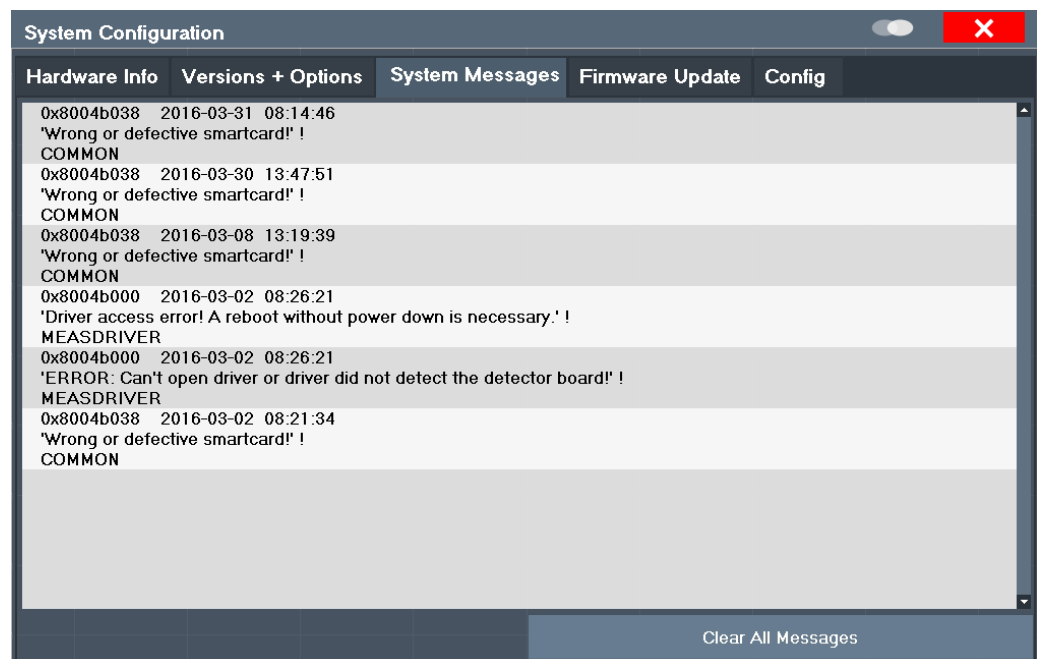 System Configuration
Hardware Info Versions + Options System Messages Firmware Update Config
0x8004b038 2016-03-31 08:14:46
'Wrong or defective smartcard!' !
COMMON
0x8004b038 2016-03-30 13:47:51
'Wrong or defective smartcard!' !
COMMON
0x8004b038 2016-03-08 13:19:39
'Wrong or defective smartcard!' !
COMMON
0x8004b000 2016-03-02 08:26:21
'Driver access error! A reboot without power down is necessary.' !
MEASDRIVER
0x8004b000 2016-03-02 08:26:21
'ERROR: Can't open driver or driver did not detect the detector board!' !
MEASDRIVER
0x8004b038 2016-03-02 08:21:34
'Wrong or defective smartcard!' !
COMMON
Clear All Messages